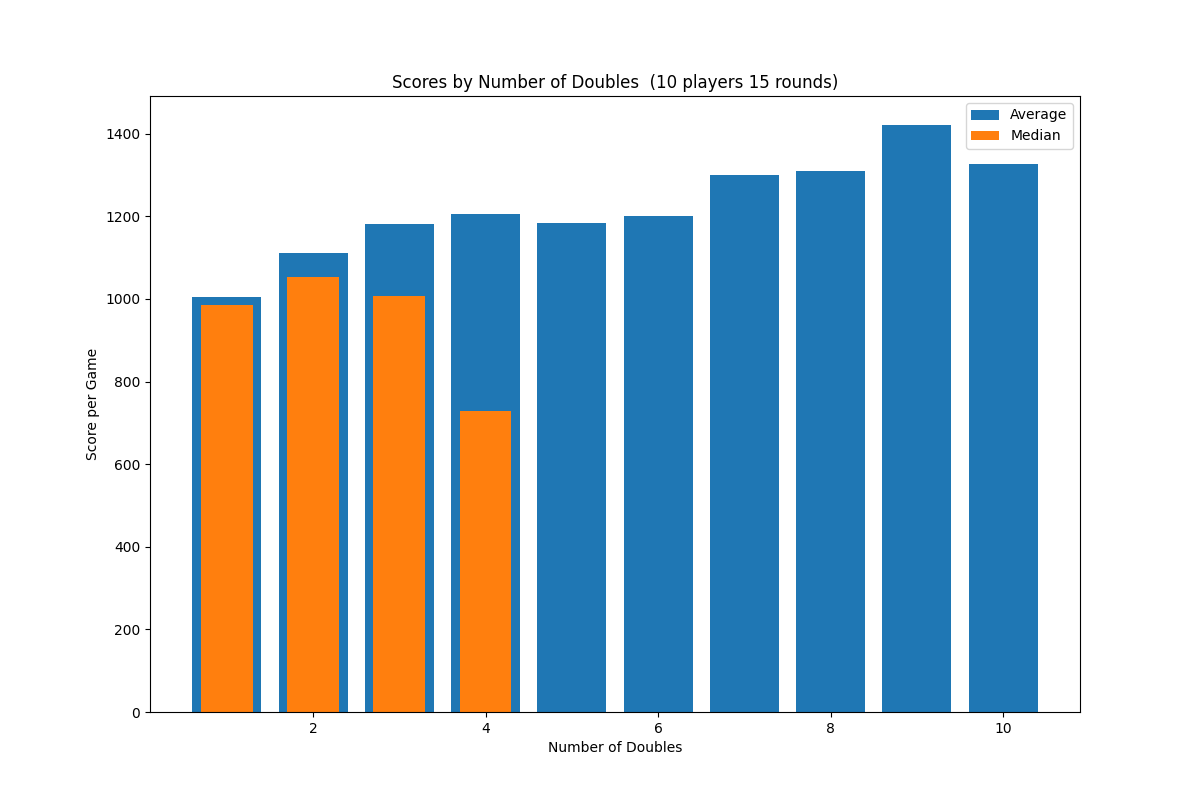 Scores by Number of Doubles  (10 players 15 rounds)
Average
Median
1400
1200
1000
800
600
400
200
0
Score per Game
2
4
6
8
10
Number of Doubles